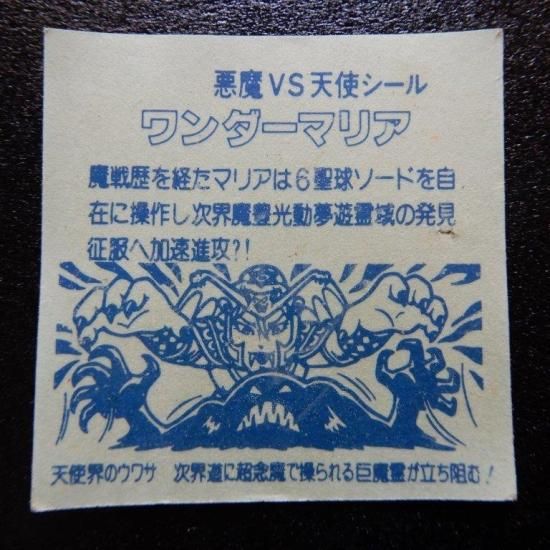 悪魔VS天使シール
ワンダーマリア
魔戦歴を経たマリアは6聖球ソードを自
在に操作し次界魔豊光動夢遊霊域の発見
征服へ加速進攻?!
天使界のウワサ 次界道に超念魔で操られる巨魔霊が立ち阻む!